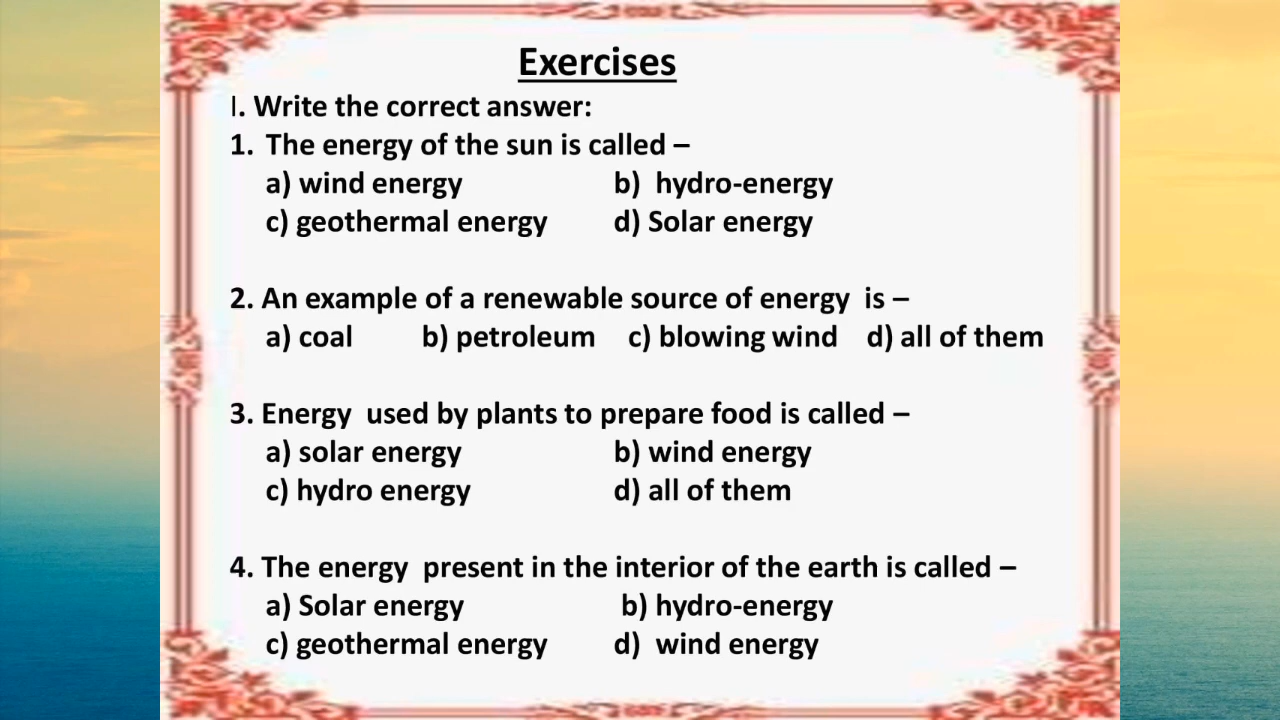 Exercises
I. Write the correct answer:
1. The energy of the sun is called –
a) wind energy b) hydro-energy
c) geothermal energy d) Solar energy
2. An example of a renewable source of energy is –
a) coal b) petroleum c) blowing wind d) all of them
3. Energy used by plants to prepare food is called –
a) solar energy b) wind energy
c) hydro energy d) all of them
4. The energy present in the interior of the earth is called –
a) Solar energy b) hydro-energy
c) geothermal energy d) wind energy